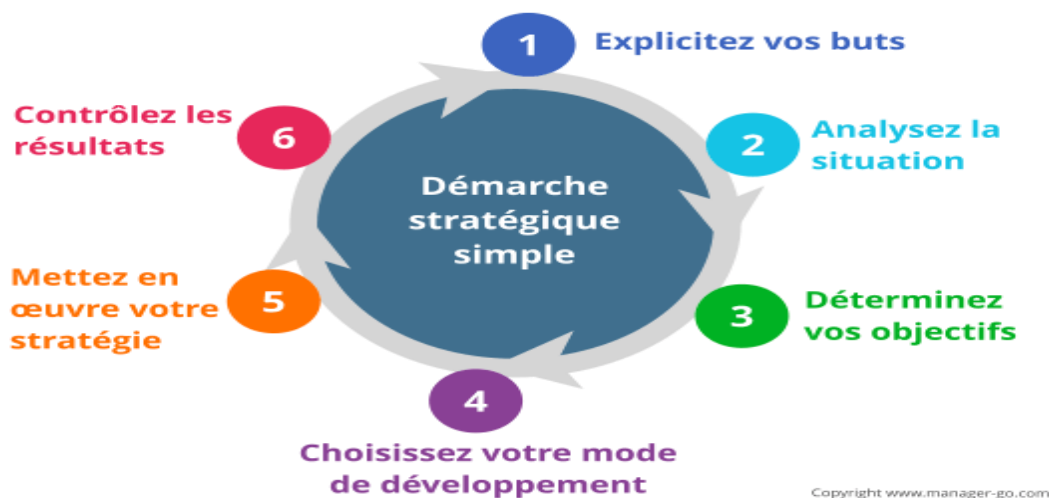 1
Explicitez vos buts
2
Analysez la
situation
3
Déterminez
vos objectifs
4
Choisissez votre mode
de développement
5
Mettez en
œuvre votre
stratégie
6
Contrôlez les
résultats
Démarche
stratégique
simple
Copyright www.manager-go.com